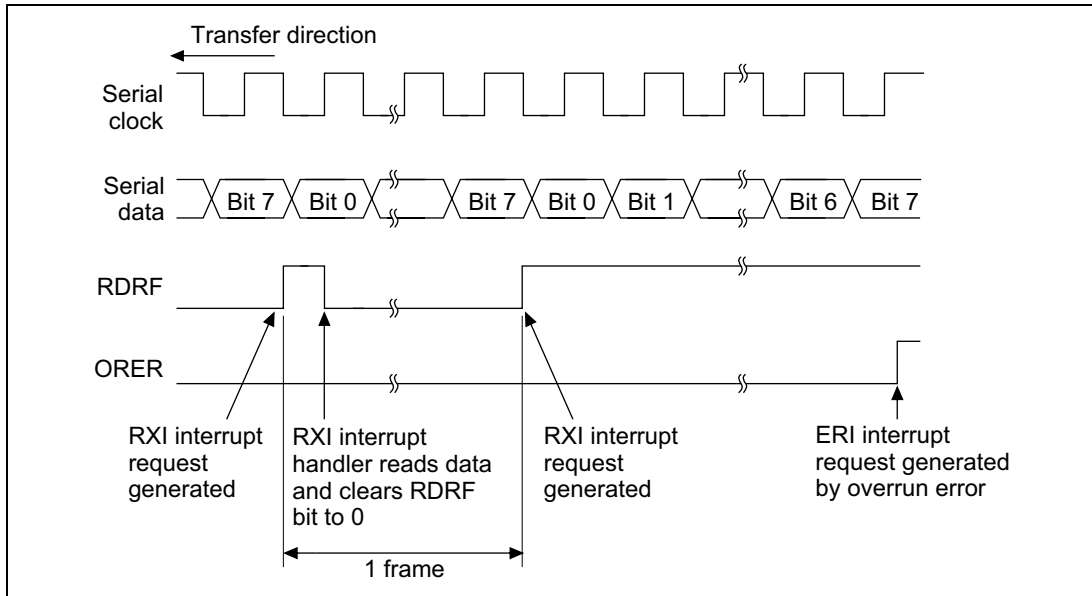 Transfer direction
Serial
clock
Serial
data
Bit 7
Bit 0
Bit 7
Bit 0
Bit 1
Bit 6
Bit 7
RDRF
ORER
RXI interrupt
request
generated
RXI interrupt
handler reads data
and clears RDRF
bit to 0
RXI interrupt
request
generated
ERI interrupt
request generated
by overrun error
1 frame